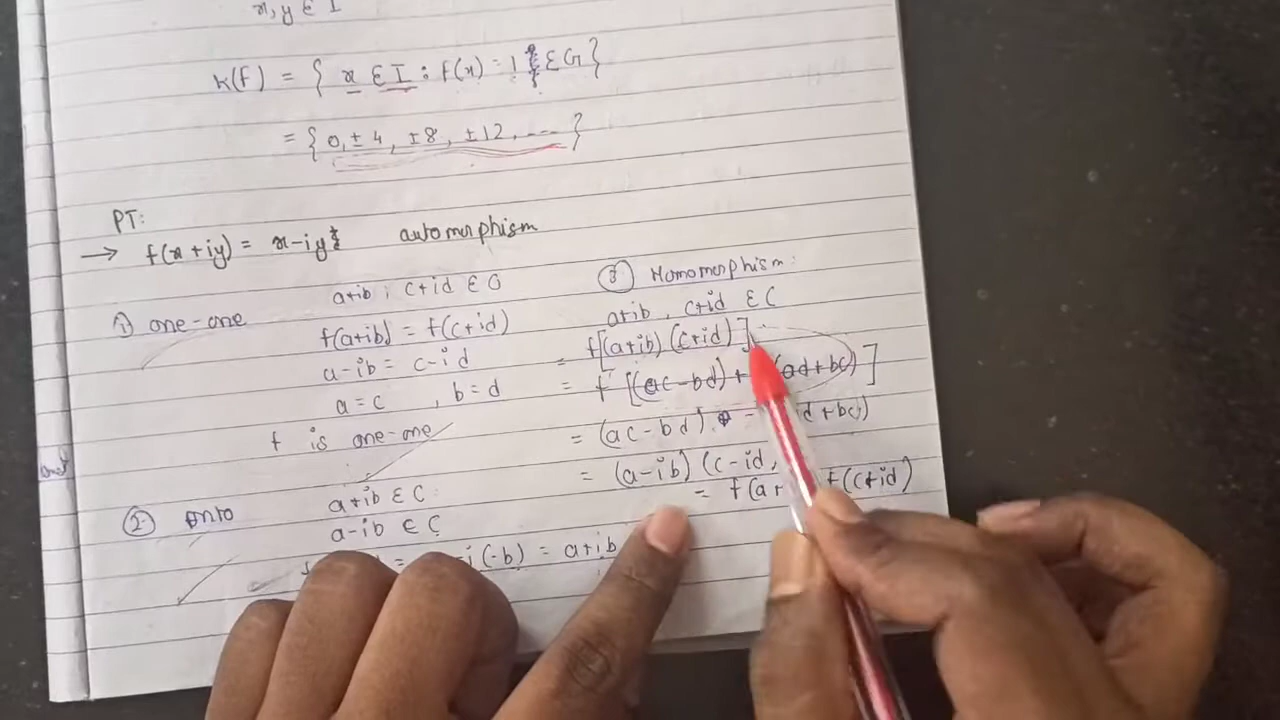 x, y ε I
K(f) = { x ε I : f(x) = 1 ε G }
= { 0, ± 4, ± 8, ± 12, --- }
PT:
→ f(x + iy) = x - iy automorphism
① one-one
a+ib ; c+id ε G
f(a+ib) = f(c+id)
a - ib = c - id
a = c , b = d
f is one-one
② onto
a+ib ε C
a-ib ε C
i(-b) = a+ib
③ Homomorphism:
a+ib , c+id ε C
= f[(a+ib) (c+id)]
= f [(ac - bd) + (ad+bc)]
= (ac - bd) - d + bc)
= (a-ib) (c-id
= f(a+ f(c+id)